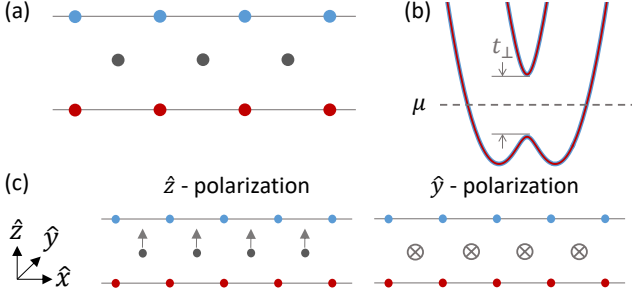 (a)
(b)
t⊥
μ
(c)
ẑ - polarization
ŷ - polarization
ẑ
ŷ
x̂